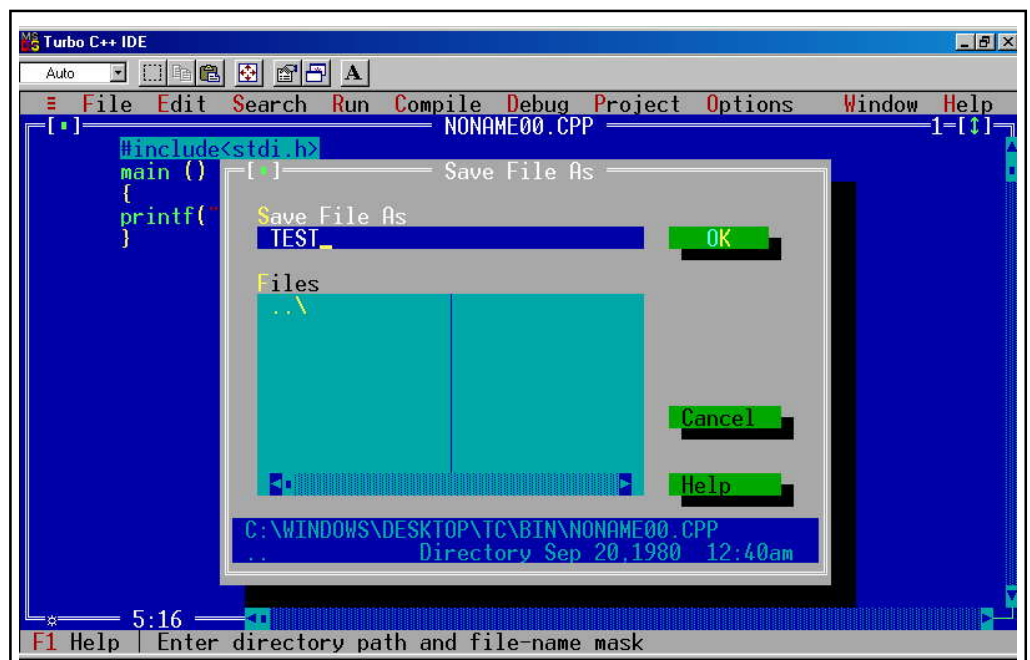 Turbo C++ IDE
Auto A
≡ File Edit Search Run Compile Debug Project Options Window Help
NONAME00.CPP 1=[↕]
#include<stdi.h>
main ()
{
printf("
}
Save File As
Save File As
TEST_
OK
Files
..\
Cancel
Help
C:\WINDOWS\DESKTOP\TC\BIN\NONAME00.CPP
.. Directory Sep 20,1980 12:40am
5:16
F1 Help | Enter directory path and file-name mask